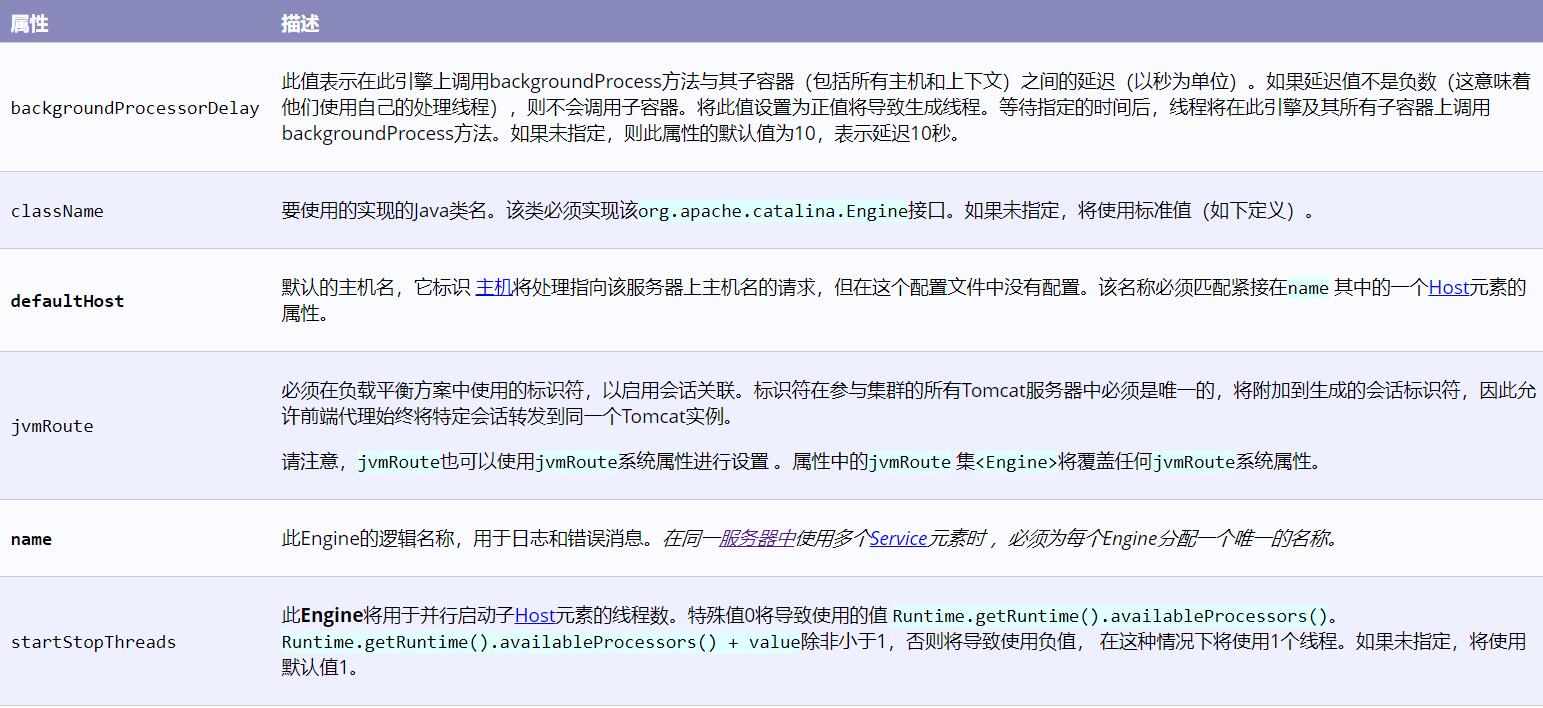 属性 描述
此值表示在此引擎上调用backgroundProcess方法与其子容器（包括所有主机和上下文）之间的延迟（以秒为单位）。如果延迟值不是负数（这意味着
backgroundProcessorDelay 他们使用自己的处理线程），则不会调用子容器。将此值设置为正值将导致生成线程。等待指定的时间后，线程将在此引擎及其所有子容器上调用
backgroundProcess方法。如果未指定，则此属性的默认值为10，表示延迟10秒。
className 要使用的实现的Java类名。该类必须实现该org.apache.catalina.Engine接口。如果未指定，将使用标准值（如下定义）。
defaultHost 默认的主机名，它标识 主机将处理指向该服务器上主机名的请求，但在这个配置文件中没有配置。该名称必须匹配紧接在name 其中的一个Host元素的
属性。
必须在负载平衡方案中使用的标识符，以启用会话关联。标识符在参与集群的所有Tomcat服务器中必须是唯一的，将附加到生成的会话标识符，因此允
jvmRoute 许前端代理始终将特定会话转发到同一个Tomcat实例。
请注意，jvmRoute也可以使用jvmRoute系统属性进行设置 。属性中的jvmRoute 集<Engine>将覆盖任何jvmRoute系统属性。
name 此Engine的逻辑名称，用于日志和错误消息。在同一服务器中使用多个Service元素时 ，必须为每个Engine分配一个唯一的名称。
此Engine将用于并行启动子Host元素的线程数。特殊值0将导致使用的值 Runtime.getRuntime().availableProcessors()。
startStopThreads Runtime.getRuntime().availableProcessors() + value除非小于1，否则将导致使用负值， 在这种情况下将使用1个线程。如果未指定，将使用
默认值1。